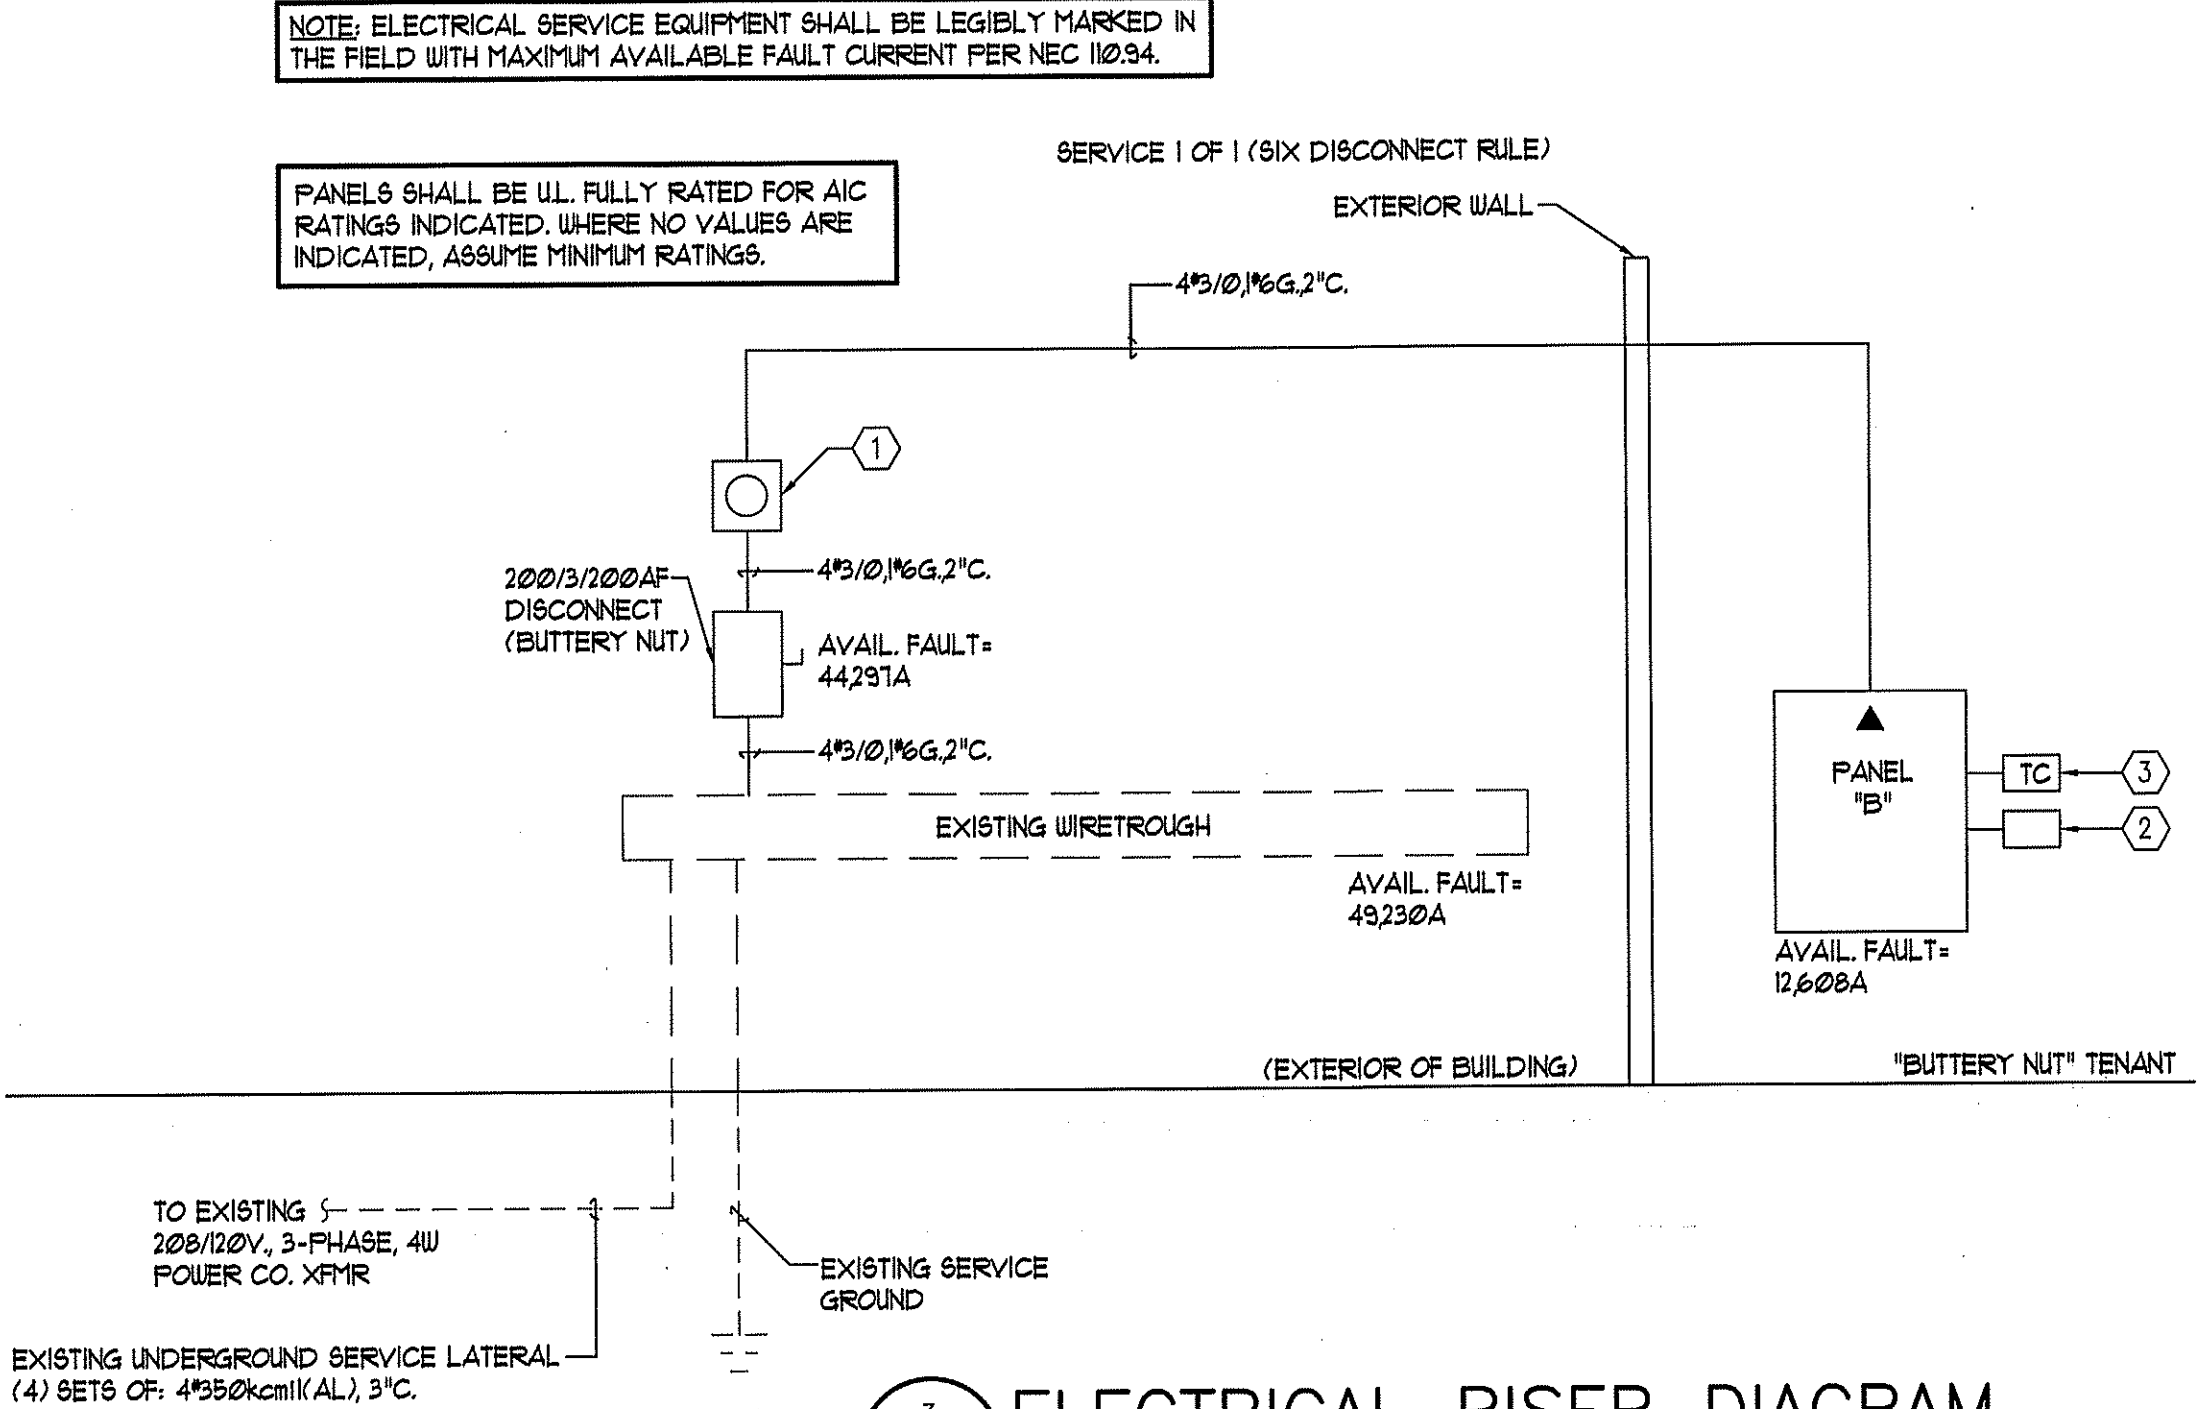 NOTE: ELECTRICAL SERVICE EQUIPMENT SHALL BE LEGIBLY MARKED IN
THE FIELD WITH MAXIMUM AVAILABLE FAULT CURRENT PER NEC 110.94.
SERVICE 1 OF 1 (SIX DISCONNECT RULE)
PANELS SHALL BE U.L. FULLY RATED FOR AIC
RATINGS INDICATED. WHERE NO VALUES ARE
INDICATED, ASSUME MINIMUM RATINGS.
EXTERIOR WALL
4#3/0,1#6G.,2"C.
1
4#3/0,1#6G.,2"C.
200/3/200AF
DISCONNECT
(BUTTERY NUT)
AVAIL. FAULT=
44,297A
4#3/0,1#6G.,2"C.
EXISTING WIRETROUGH
AVAIL. FAULT=
49,230A
PANEL
"B"
TC
3
2
AVAIL. FAULT=
12,608A
(EXTERIOR OF BUILDING)
"BUTTERY NUT" TENANT
TO EXISTING
208/120V., 3-PHASE, 4W
POWER CO. XFMR
EXISTING SERVICE
GROUND
EXISTING UNDERGROUND SERVICE LATERAL
(4) SETS OF: 4#350kcmil(AL), 3"C.
ELECTRICAL RISER DIAGRAM